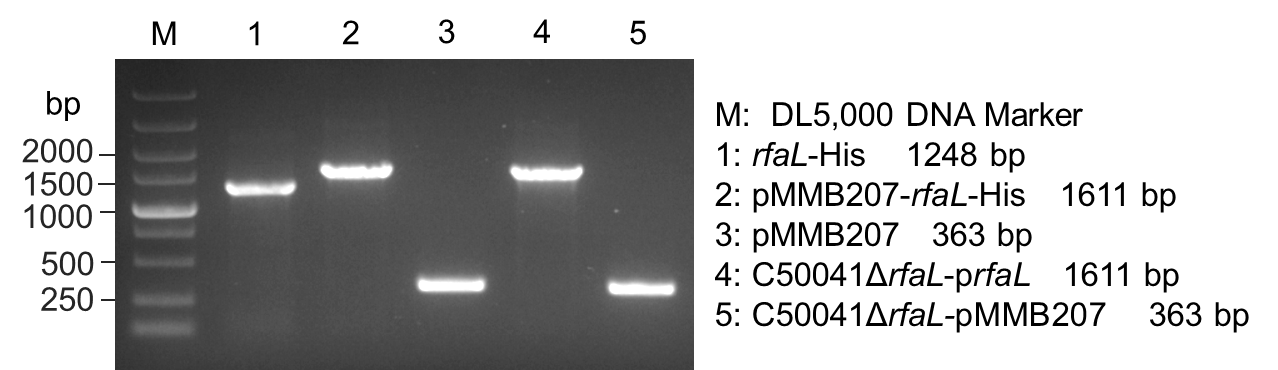 M 1 2 3 4 5
bp
2000
1500
1000
500
250
M: DL5,000 DNA Marker
1: rfaL-His 1248 bp
2: pMMB207-rfaL-His 1611 bp
3: pMMB207 363 bp
4: C50041ΔrfaL-prfaL 1611 bp
5: C50041ΔrfaL-pMMB207 363 bp